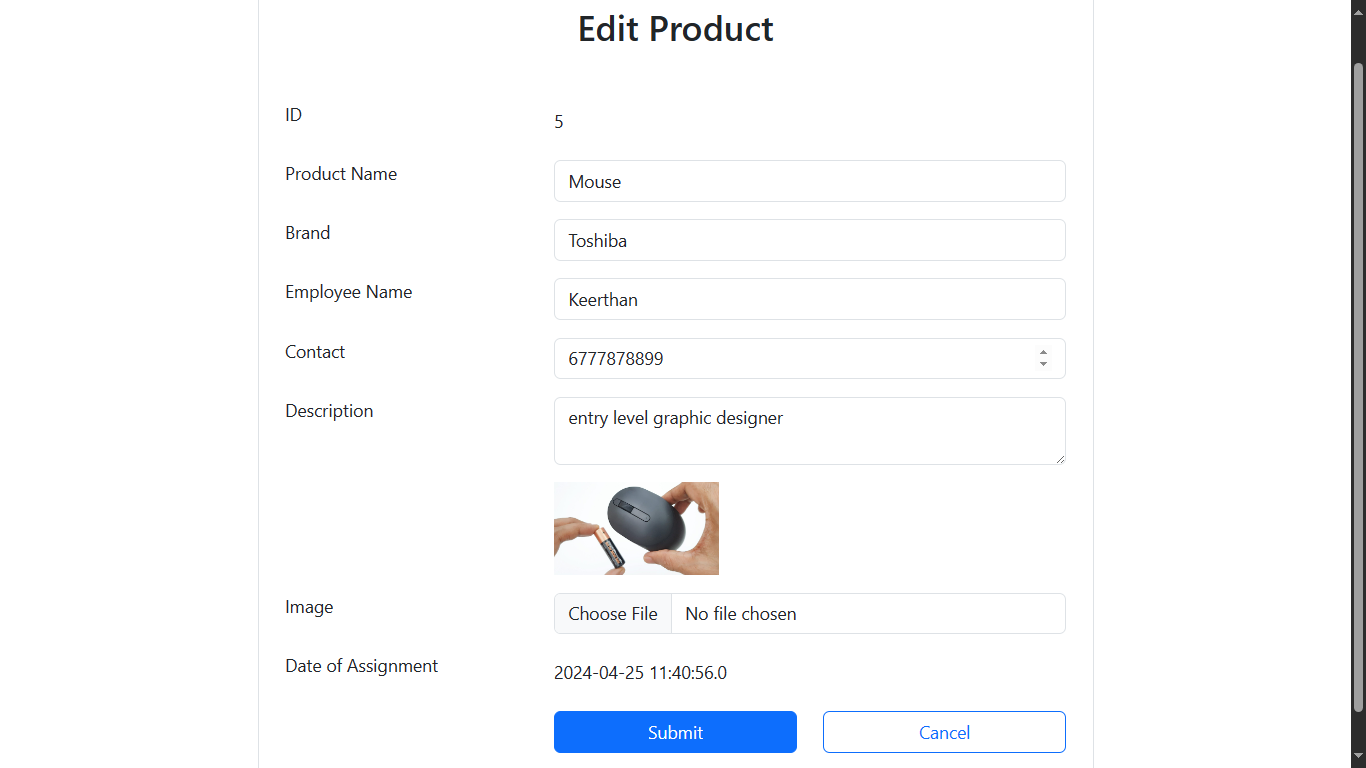 Edit Product
ID
5
Product Name
Mouse
Brand
Toshiba
Employee Name
Keerthan
Contact
6777878899
Description
entry level graphic designer
Image
Choose File No file chosen
Date of Assignment
2024-04-25 11:40:56.0
Submit
Cancel